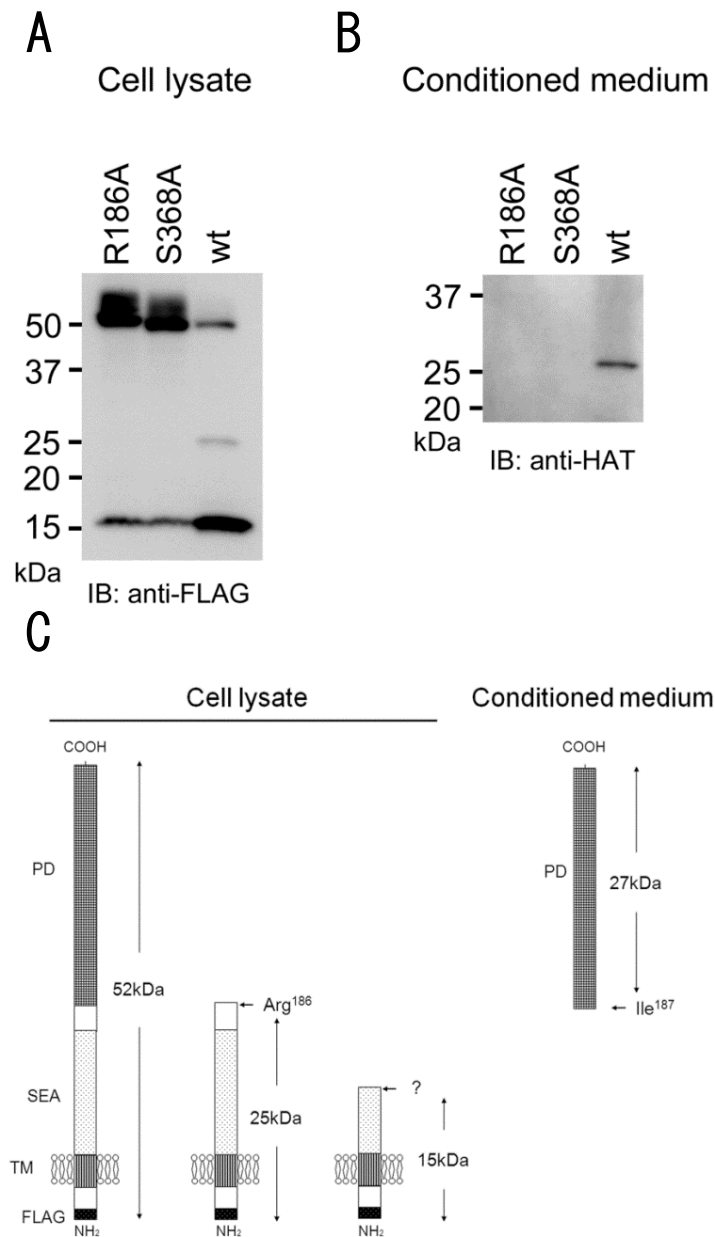 A
Cell lysate
R186A
S368A
wt
50
37
25
20
15
kDa
IB: anti-FLAG
B
Conditioned medium
R186A
S368A
wt
37
25
20
kDa
IB: anti-HAT
C
Cell lysate
Conditioned medium
COOH
COOH
PD
PD
27kDa
52kDa
Arg186
Ile187
SEA
?
25kDa
15kDa
TM
FLAG
NH2
NH2
NH2